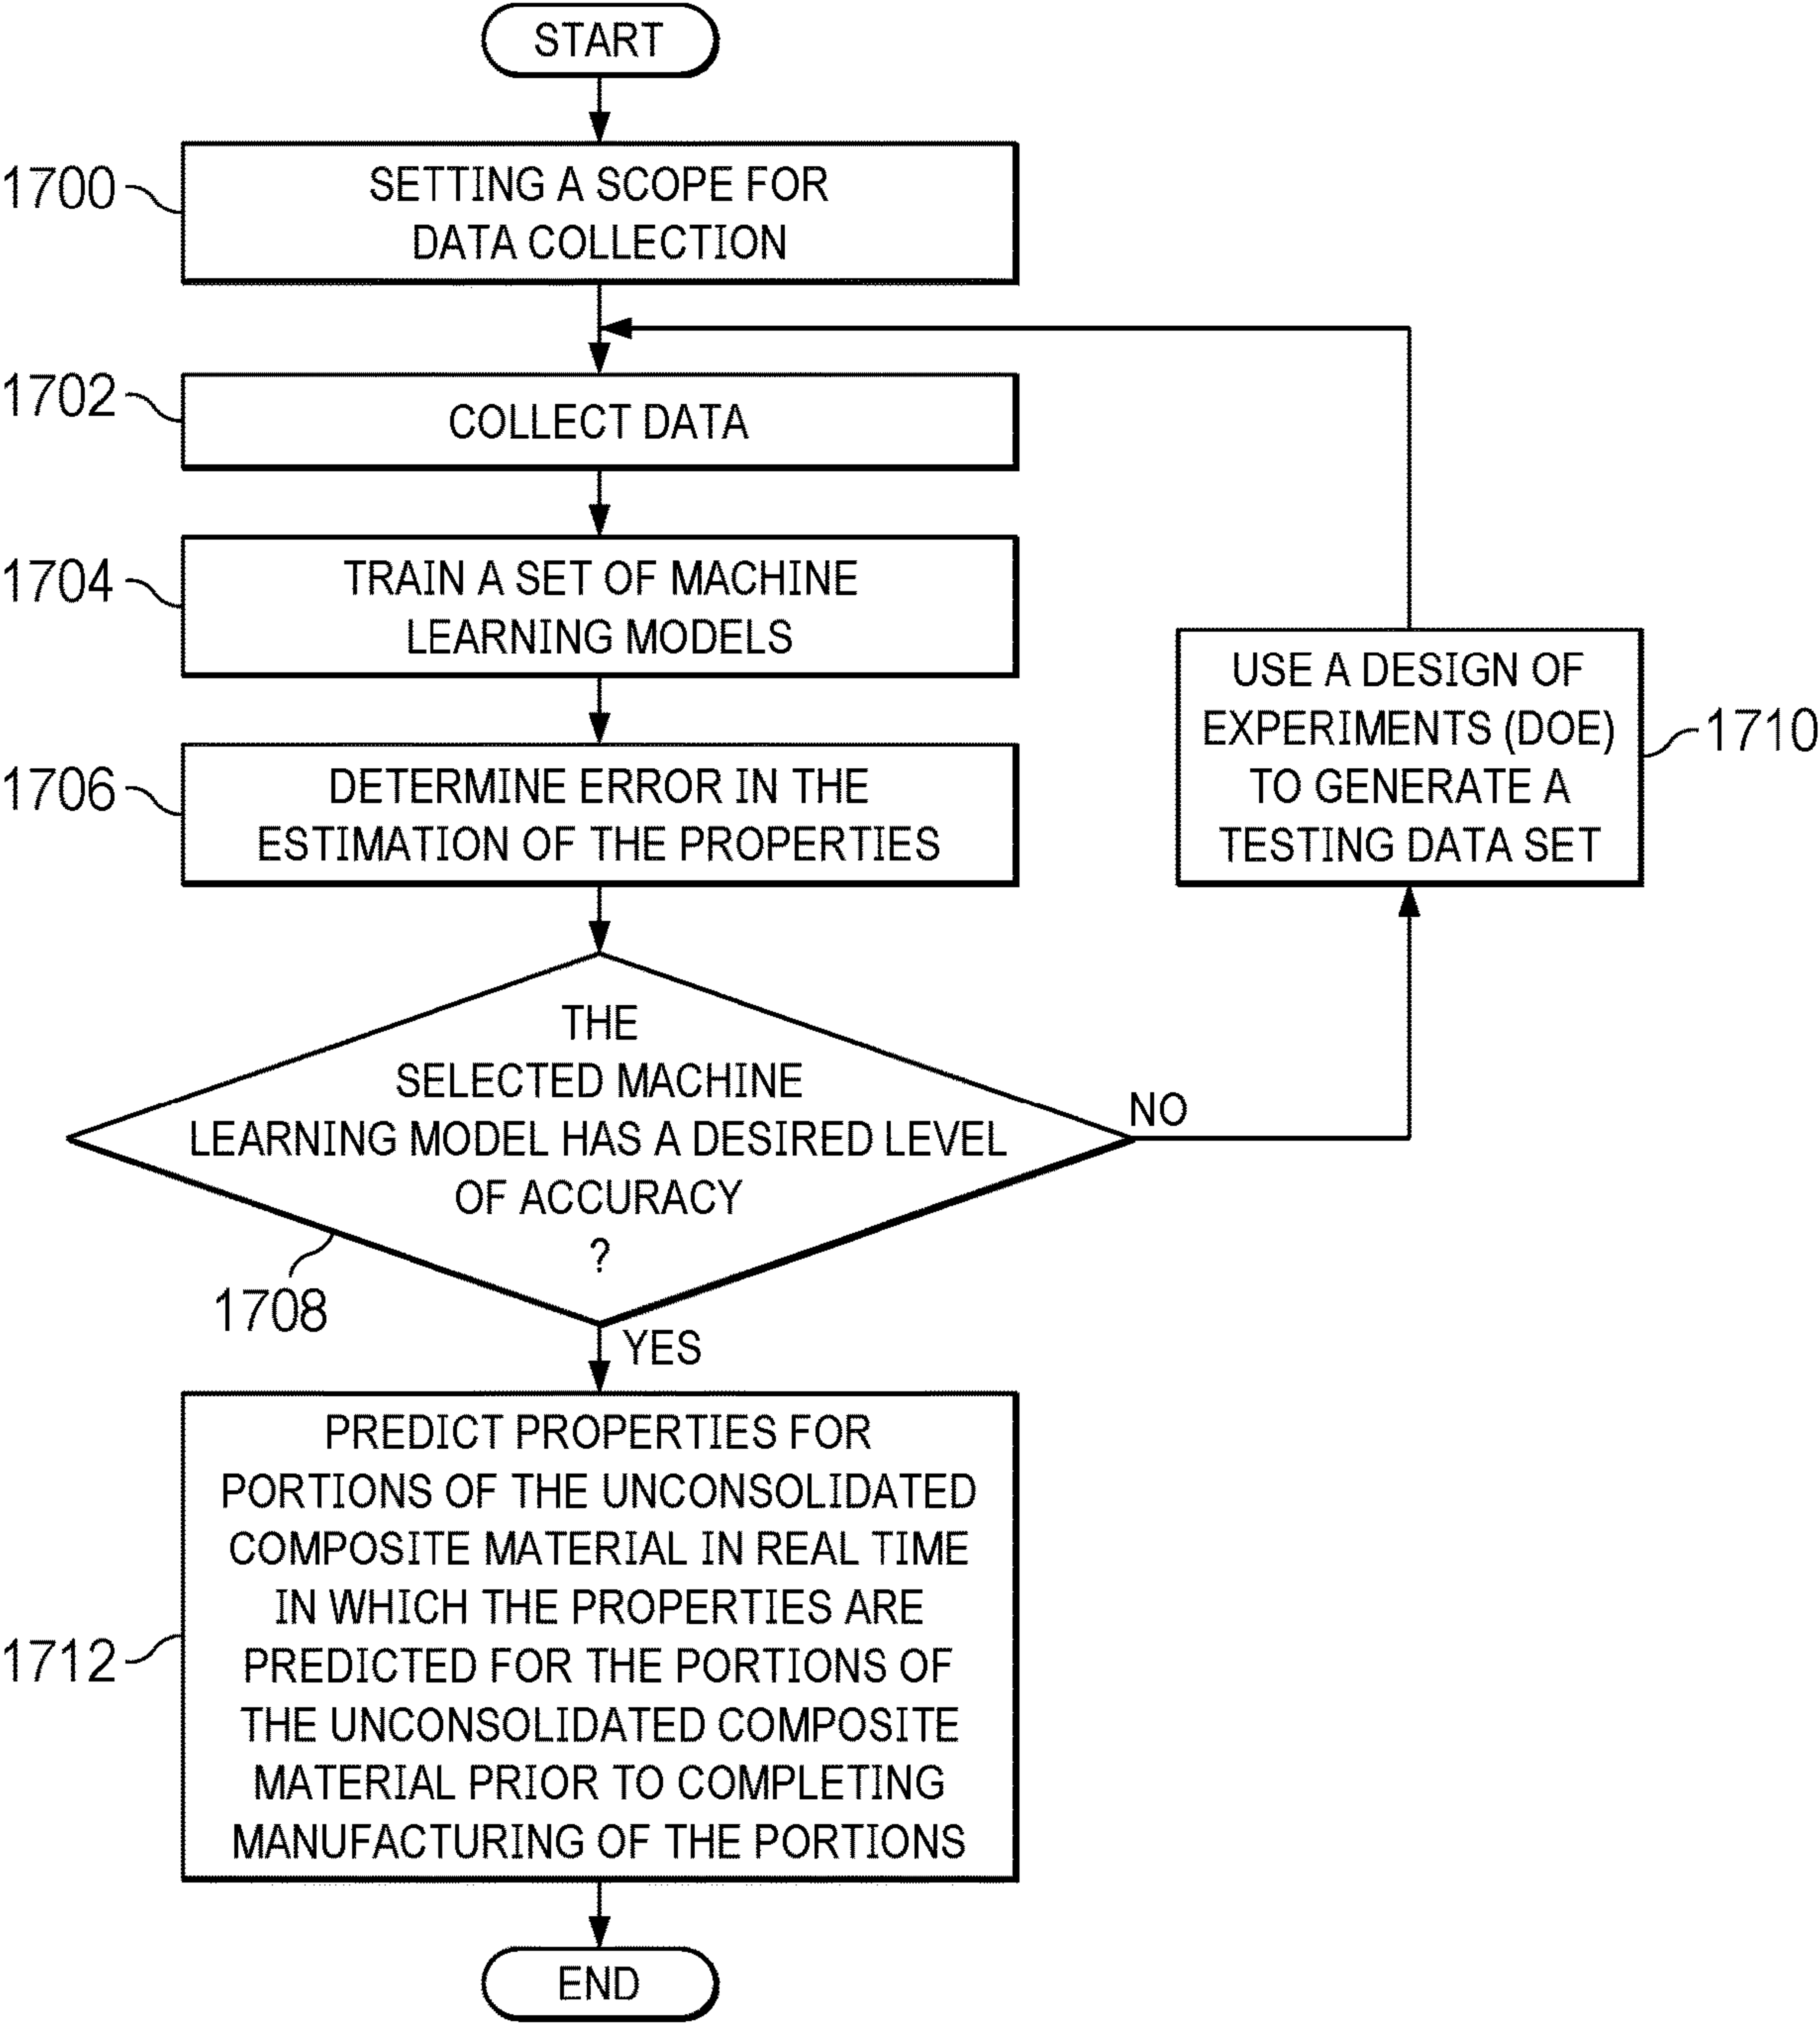 START
1700
SETTING A SCOPE FOR
DATA COLLECTION
1702
COLLECT DATA
1704
TRAIN A SET OF MACHINE
LEARNING MODELS
1706
DETERMINE ERROR IN THE
ESTIMATION OF THE PROPERTIES
THE
SELECTED MACHINE
LEARNING MODEL HAS A DESIRED LEVEL
OF ACCURACY
?
1708
NO
USE A DESIGN OF
EXPERIMENTS (DOE)
TO GENERATE A
TESTING DATA SET
1710
YES
1712
PREDICT PROPERTIES FOR
PORTIONS OF THE UNCONSOLIDATED
COMPOSITE MATERIAL IN REAL TIME
IN WHICH THE PROPERTIES ARE
PREDICTED FOR THE PORTIONS OF
THE UNCONSOLIDATED COMPOSITE
MATERIAL PRIOR TO COMPLETING
MANUFACTURING OF THE PORTIONS
END